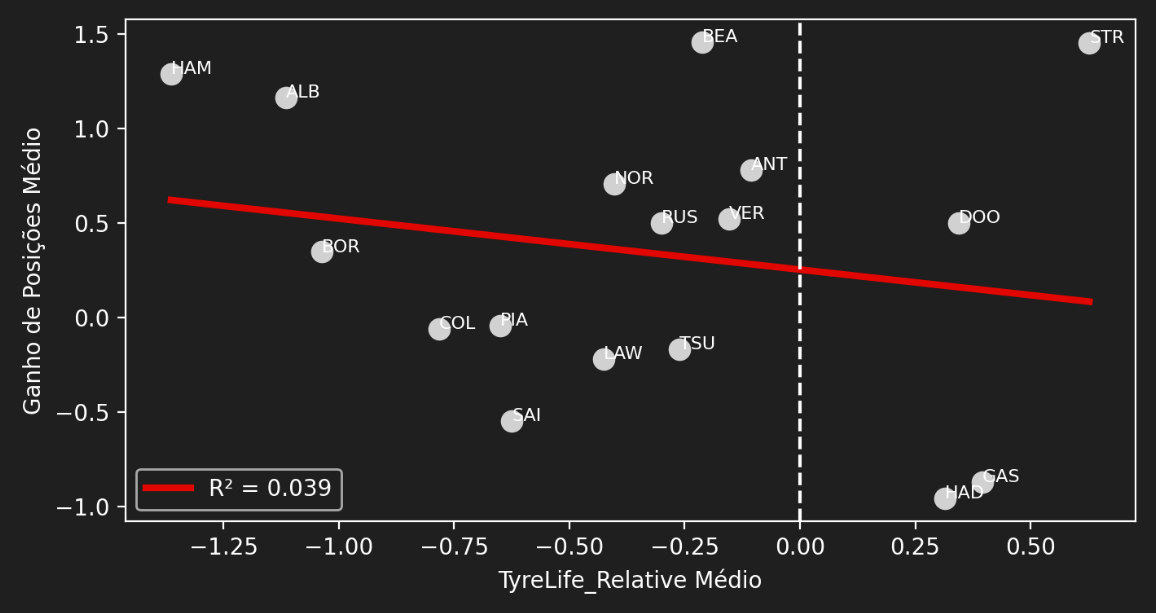 1.5
1.0
0.5
0.0
−0.5
−1.0
Ganho de Posições Médio
HAM
ALB
BEA
STR
NOR
ANT
RUS
VER
DOO
BOR
COL
PIA
LAW
TSU
SAI
GAS
HAD
R² = 0.039
−1.25
−1.00
−0.75
−0.50
−0.25
0.00
0.25
0.50
TyreLife_Relative Médio